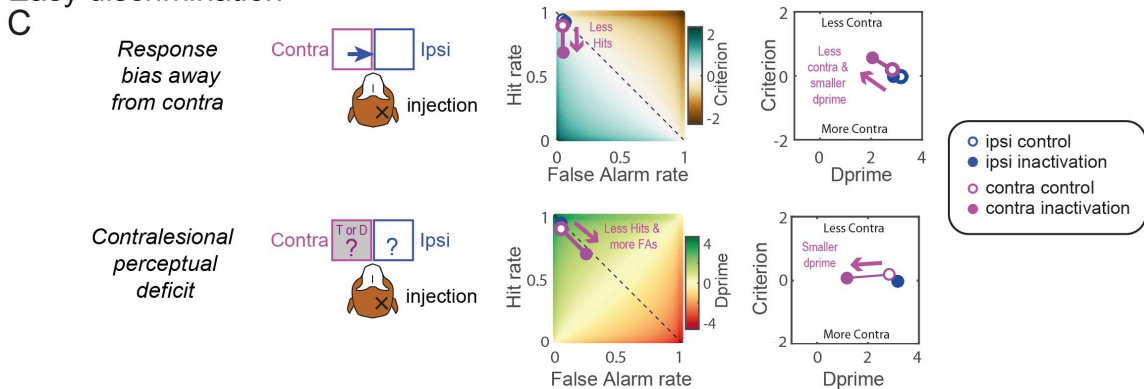 Easy discrimination
C
Response
bias away
from contra
Contra
Ipsi
injection
Hit rate
1
0.5
0
0
0.5
1
False Alarm rate
Less
Hits
2
0
-2
Criterion
Criterion
2
0
-2
Less Contra
Less
contra &
smaller
dprime
More Contra
0
2
4
Dprime
ipsi control
ipsi inactivation
contra control
contra inactivation
Contralesional
perceptual
deficit
Contra
T or D
?
?
Ipsi
injection
Hit rate
1
0.5
0
0
0.5
1
False Alarm rate
Less Hits &
more FAs
4
0
-4
Dprime
Criterion
2
0
2
Less Contra
Smaller
dprime
More Contra
0
2
4
Dprime